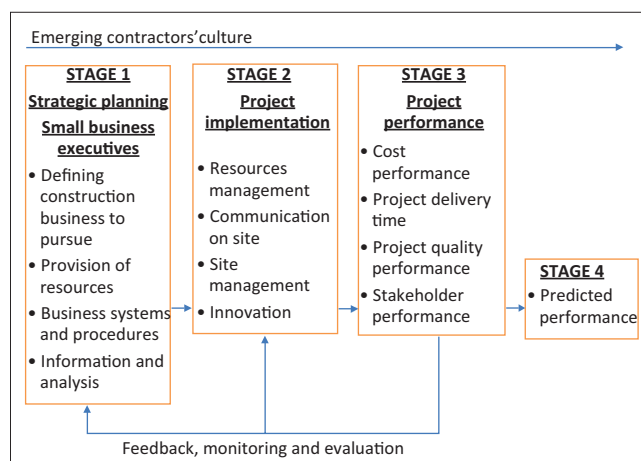 Emerging contractors'culture
STAGE 1
Strategic planning
Small business
executives
• Defining
construction
business to
pursue
• Provision of
resources
• Business systems
and procedures
• Information and
analysis
STAGE 2
Project
implementation
• Resources
management
• Communication
on site
• Site
management
• Innovation
STAGE 3
Project
performance
• Cost
performance
• Project delivery
time
• Project quality
performance
• Stakeholder
performance
STAGE 4
• Predicted
performance
Feedback, monitoring and evaluation